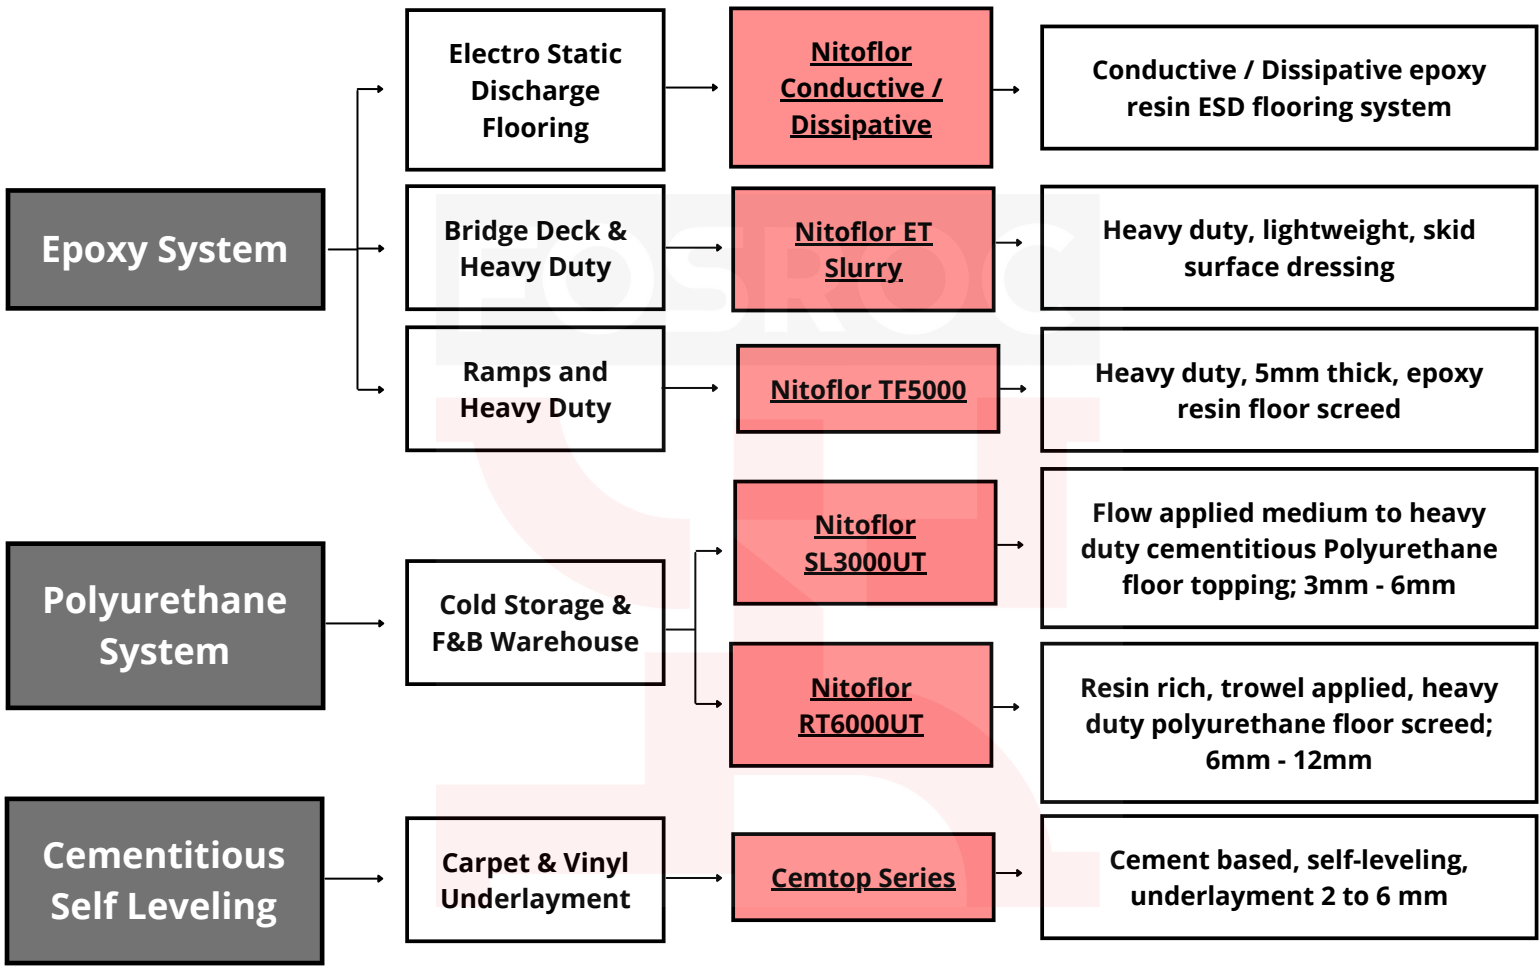 Epoxy System
Electro Static
Discharge
Flooring
Nitoflor
Conductive /
Dissipative
Conductive / Dissipative epoxy
resin ESD flooring system
Bridge Deck &
Heavy Duty
Nitoflor ET
Slurry
Heavy duty, lightweight, skid
surface dressing
FOSROC
Ramps and
Heavy Duty
Nitoflor TF5000
Heavy duty, 5mm thick, epoxy
resin floor screed
Polyurethane
System
Cold Storage &
F&B Warehouse
Nitoflor
SL3000UT
Flow applied medium to heavy
duty cementitious Polyurethane
floor topping; 3mm - 6mm
Nitoflor
RT6000UT
Resin rich, trowel applied, heavy
duty polyurethane floor screed;
6mm - 12mm
Cementitious
Self Leveling
Carpet & Vinyl
Underlayment
Cemtop Series
Cement based, self-leveling,
underlayment 2 to 6 mm